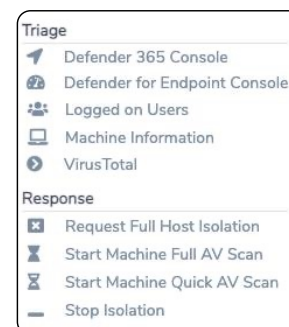 Triage
Defender 365 Console
Defender for Endpoint Console
Logged on Users
Machine Information
VirusTotal
Response
Request Full Host Isolation
Start Machine Full AV Scan
Start Machine Quick AV Scan
Stop Isolation